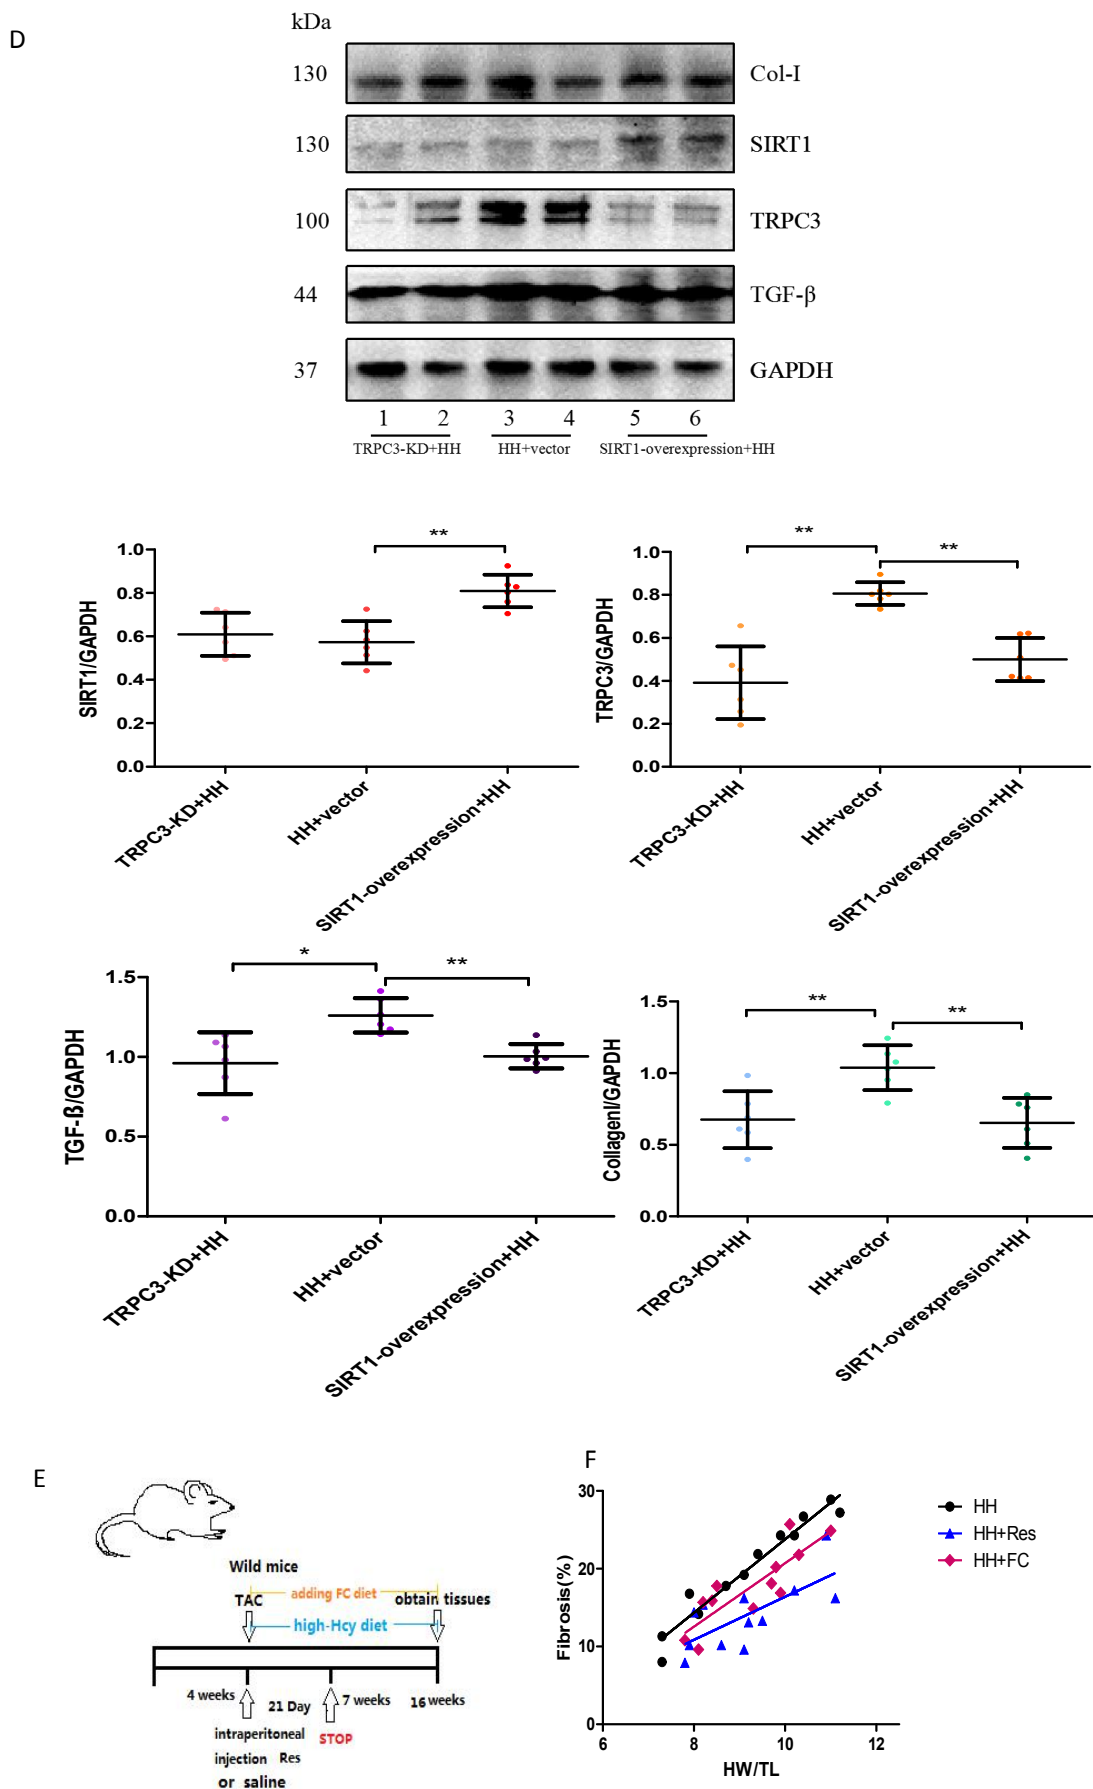 D
kDa
130 Col-I
130 SIRT1
100 TRPC3
44 TGF-β
37 GAPDH
1 2 3 4 5 6
TRPC3-KD+HH HH+vector SIRT1-overexpression+HH
**
1.0
0.8
0.6
0.4
0.2
0.0
SIRT1/GAPDH
TRPC3-KD+HH
HH+vector
SIRT1-overexpression+HH
** **
1.0
0.8
0.6
0.4
0.2
0.0
TRPC3/GAPDH
TRPC3-KD+HH
HH+vector
SIRT1-overexpression+HH
* **
1.5
1.0
0.5
0.0
TGF-ß/GAPDH
TRPC3-KD+HH
HH+vector
SIRT1-overexpression+HH
** **
1.5
1.0
0.5
0.0
CollagenI/GAPDH
TRPC3-KD+HH
HH+vector
SIRT1-overexpression+HH
E
Wild mice
adding FC diet
TAC obtain tissues
high-Hcy diet
4 weeks 21 Day 7 weeks 16 weeks
intraperitoneal STOP
injection Res
or saline
F
30
20
10
0
Fibrosis(%)
6 8 10 12
HW/TL
HH
HH+Res
HH+FC